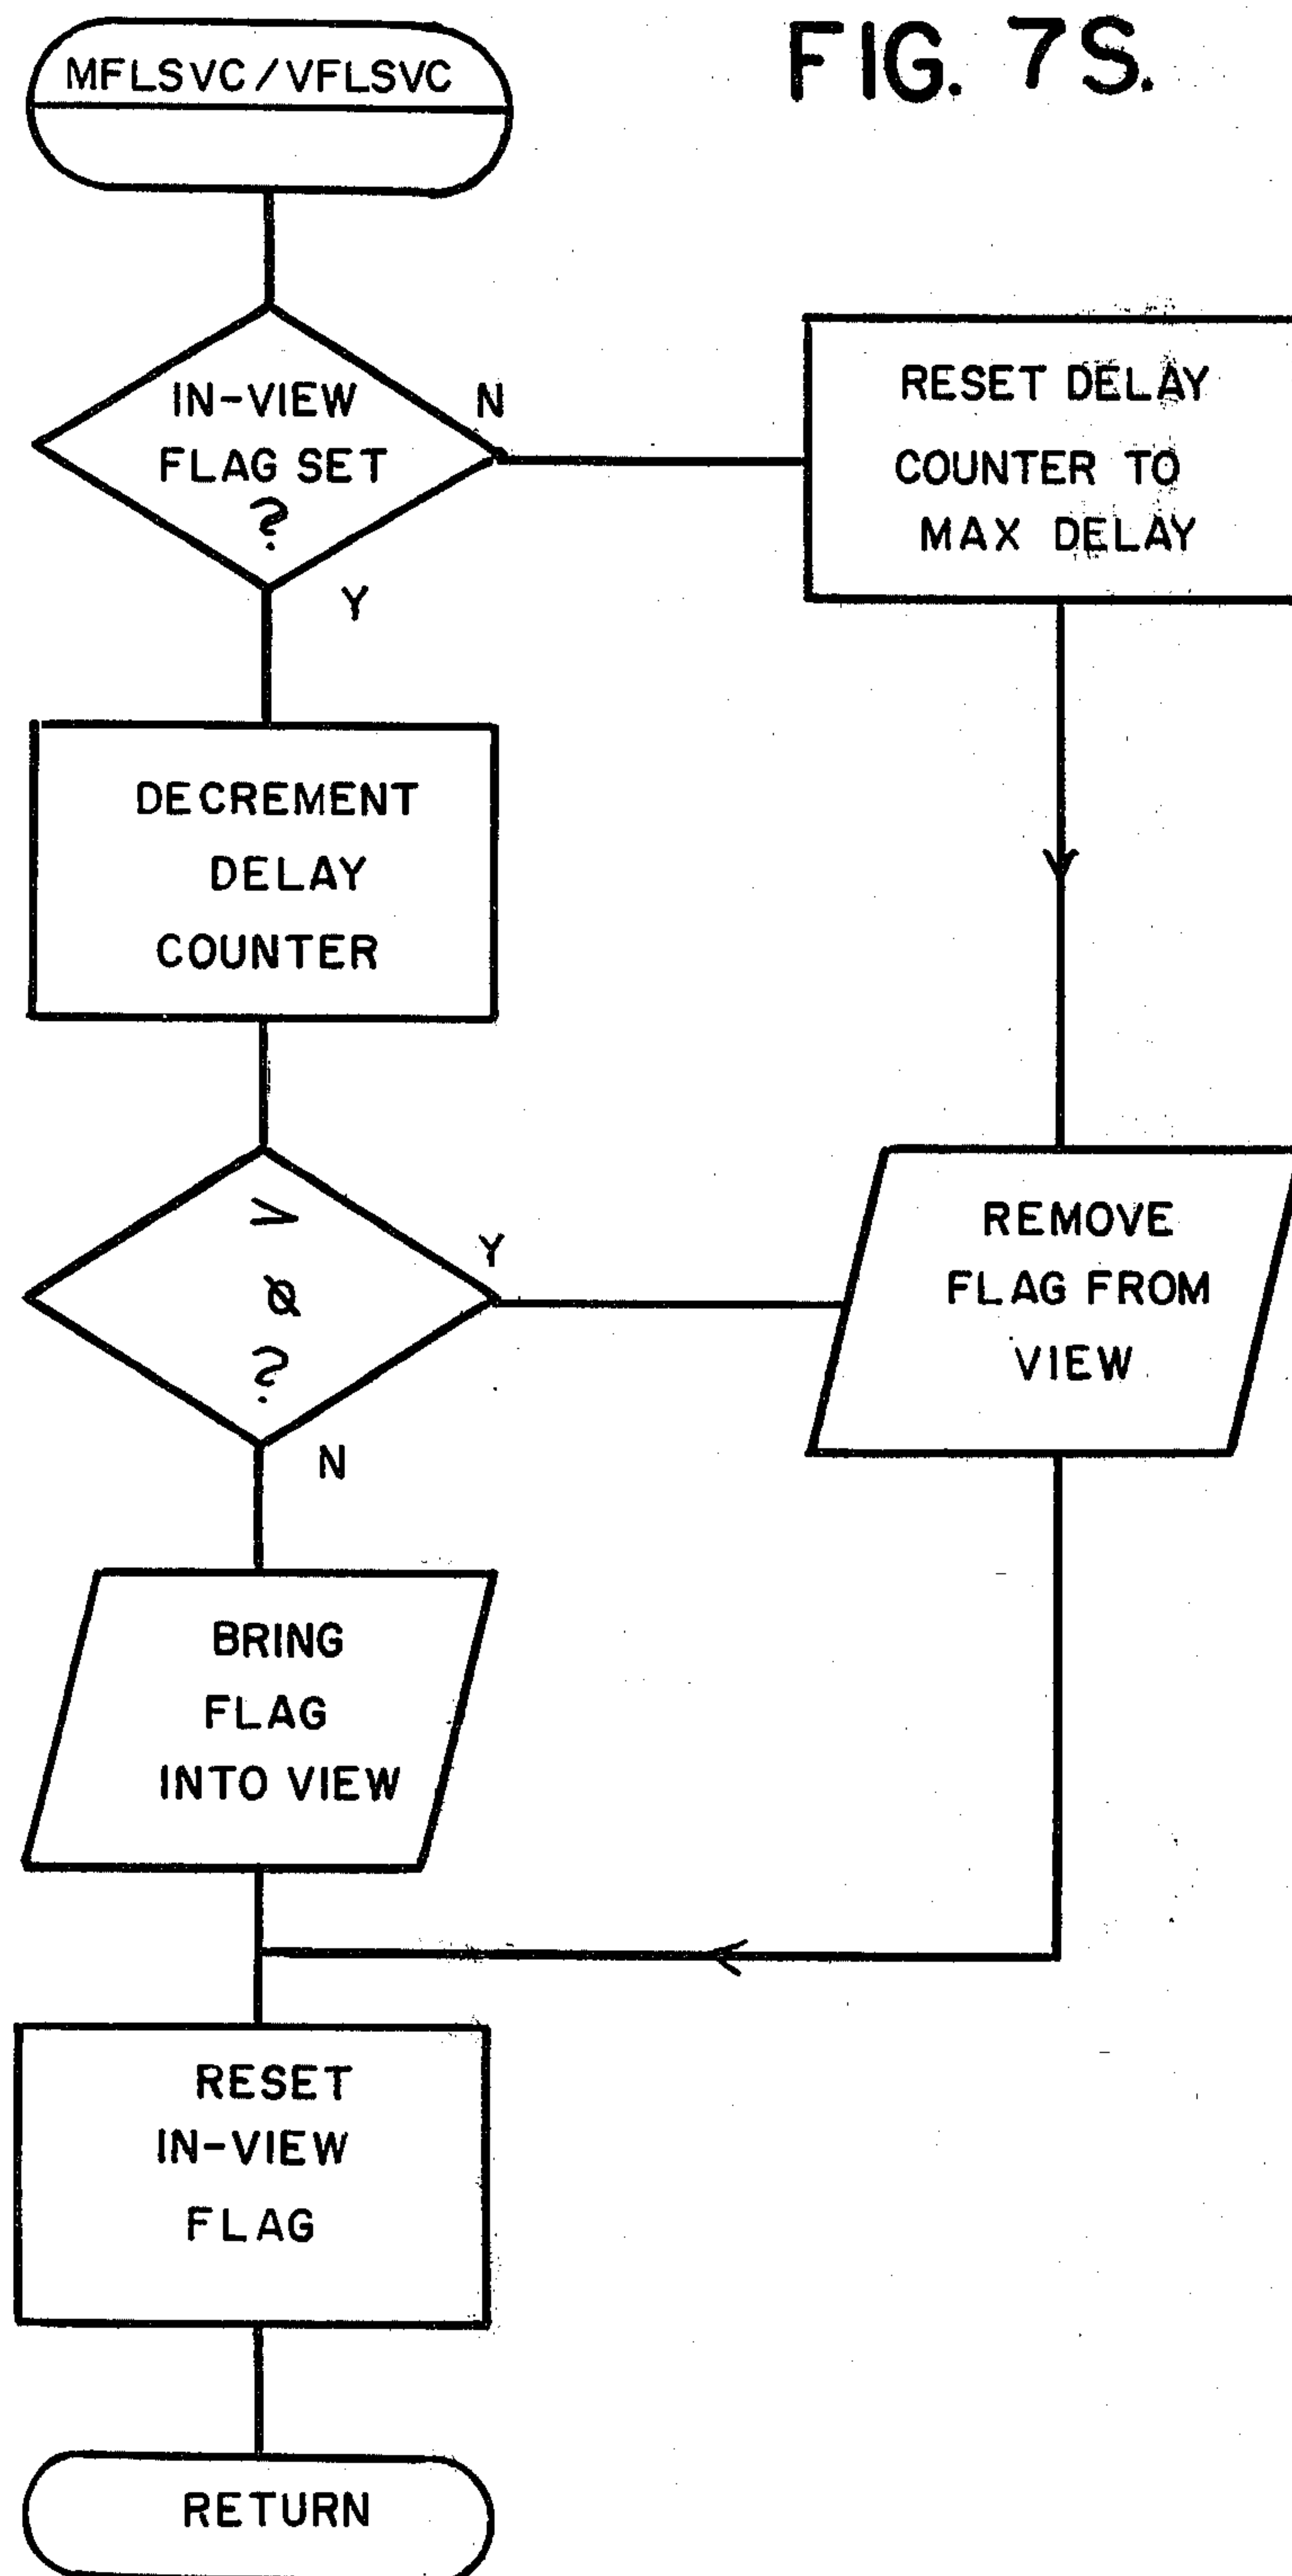 FIG. 7S.
MFLSVC/VFLSVC
IN-VIEW
FLAG SET
?
N
Y
RESET DELAY
COUNTER TO
MAX DELAY
DECREMENT
DELAY
COUNTER
>
Ø
?
Y
N
REMOVE
FLAG FROM
VIEW
BRING
FLAG
INTO VIEW
RESET
IN-VIEW
FLAG
RETURN